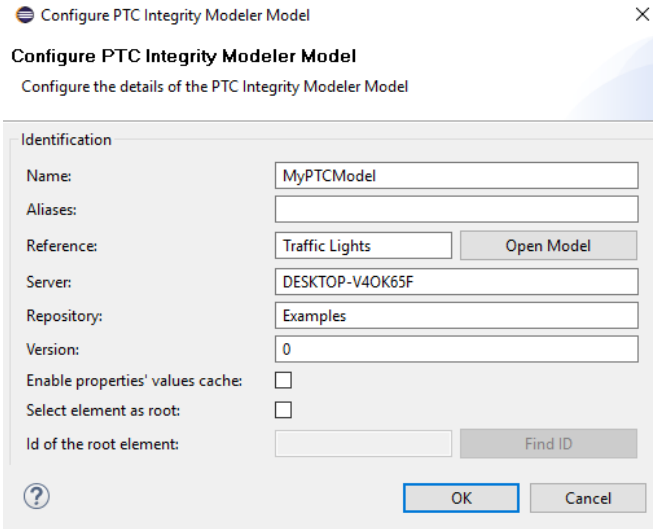 Configure PTC Integrity Modeler Model
Configure PTC Integrity Modeler Model
Configure the details of the PTC Integrity Modeler Model
Identification
Name: MyPTCModel
Aliases:
Reference: Traffic Lights Open Model
Server: DESKTOP-V4OK65F
Repository: Examples
Version: 0
Enable properties' values cache:
Select element as root:
Id of the root element: Find ID
? OK Cancel